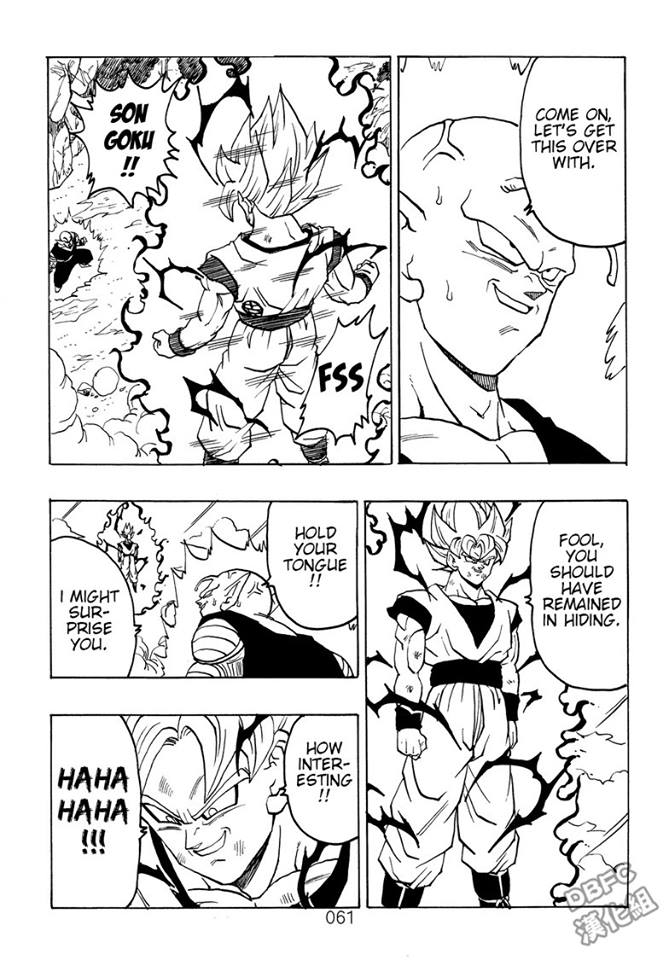 COME ON,
LET'S GET
THIS OVER
WITH.
SON
GOKU
!!
FSS
FOOL,
YOU
SHOULD
HAVE
REMAINED
IN HIDING.
HOLD
YOUR
TONGUE
!!
I MIGHT
SUR-
PRISE
YOU.
HOW
INTER-
ESTING
!!
HAHA
HAHA
!!!
061
DBFC
漢化組